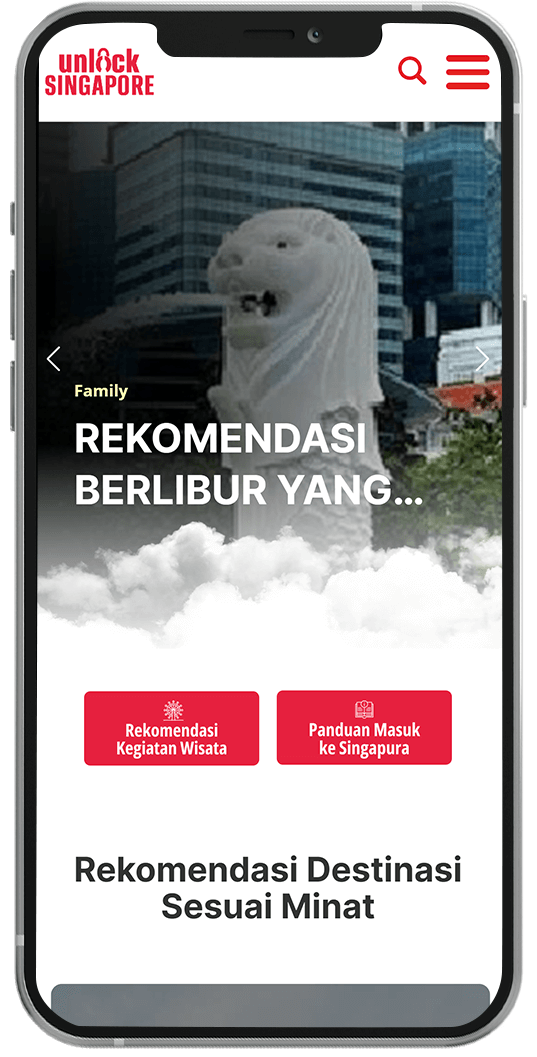 unlock
SINGAPORE
Family
REKOMENDASI
BERLIBUR YANG...
Rekomendasi
Kegiatan Wisata
Panduan Masuk
ke Singapura
Rekomendasi Destinasi
Sesuai Minat